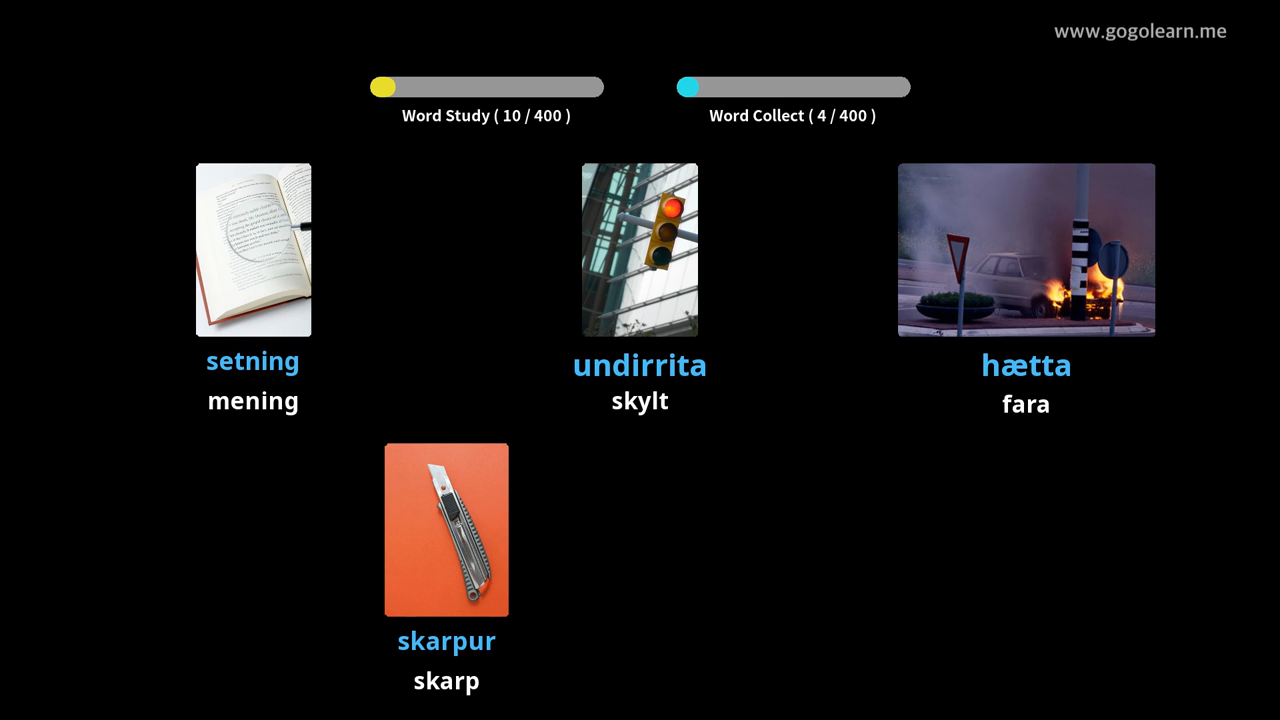 www.gogolearn.me
Word Study ( 10 / 400 )
Word Collect ( 4 / 400 )
setning
mening
undirrita
skylt
hætta
fara
skarpur
skarp